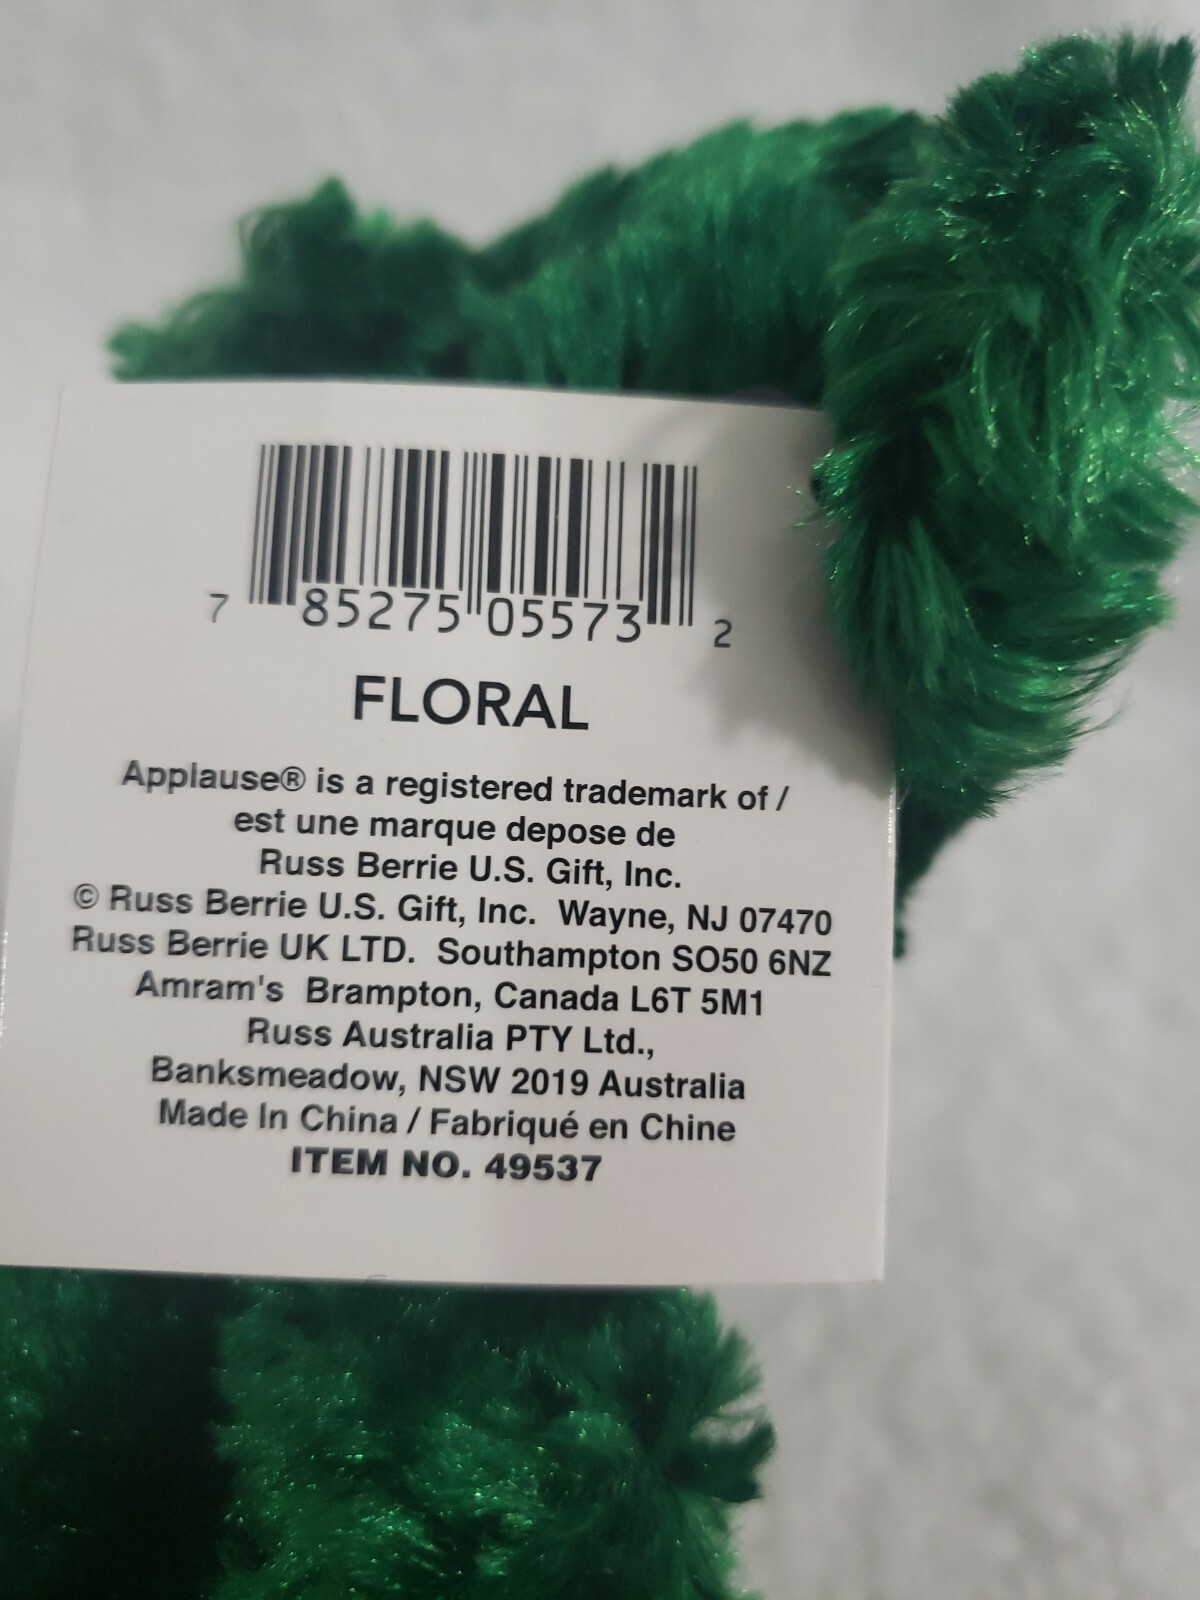 7 85275 05573 2
FLORAL
Applause® is a registered trademark of /
est une marque depose de
Russ Berrie U.S. Gift, Inc.
© Russ Berrie U.S. Gift, Inc. Wayne, NJ 07470
Russ Berrie UK LTD. Southampton SO50 6NZ
Amram's Brampton, Canada L6T 5M1
Russ Australia PTY Ltd.,
Banksmeadow, NSW 2019 Australia
Made In China / Fabriqué en Chine
ITEM NO. 49537